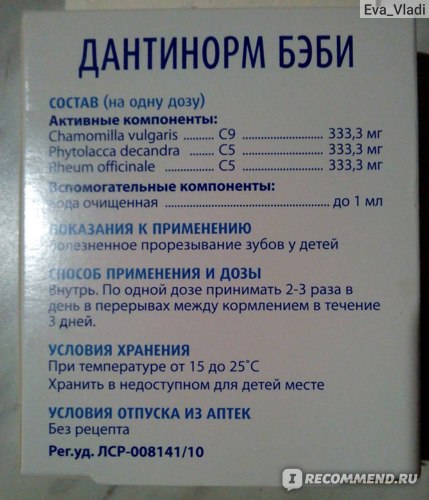 Eva_Vladi
ДАНТИНОРМ БЭБИ
СОСТАВ (на одну дозу)
Активные компоненты:
Chamomilla vulgaris ........ C9 ..................... 333,3 мг
Phytolacca decandra ....... C5 ..................... 333,3 мг
Rheum officinale ............. C5 ..................... 333,3 мг
Вспомогательные компоненты:
вода очищенная ....................................... до 1 мл
ПОКАЗАНИЯ К ПРИМЕНЕНИЮ
Болезненное прорезывание зубов у детей
СПОСОБ ПРИМЕНЕНИЯ И ДОЗЫ
Внутрь. По одной дозе принимать 2-3 раза в
день в перерывах между кормлением в течение
3 дней.
УСЛОВИЯ ХРАНЕНИЯ
При температуре от 15 до 25˚С
Хранить в недоступном для детей месте
УСЛОВИЯ ОТПУСКА ИЗ АПТЕК
Без рецепта
Рег.уд. ЛСР-008141/10
I RECOMMEND.RU